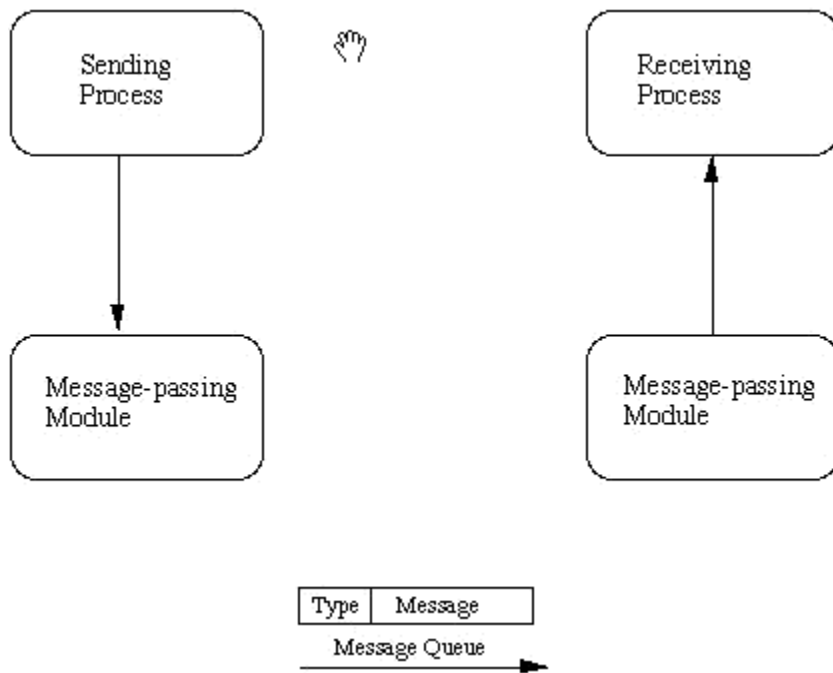 Sending
Process
Receiving
Process
Message-passing
Module
Message-passing
Module
Type Message
Message Queue